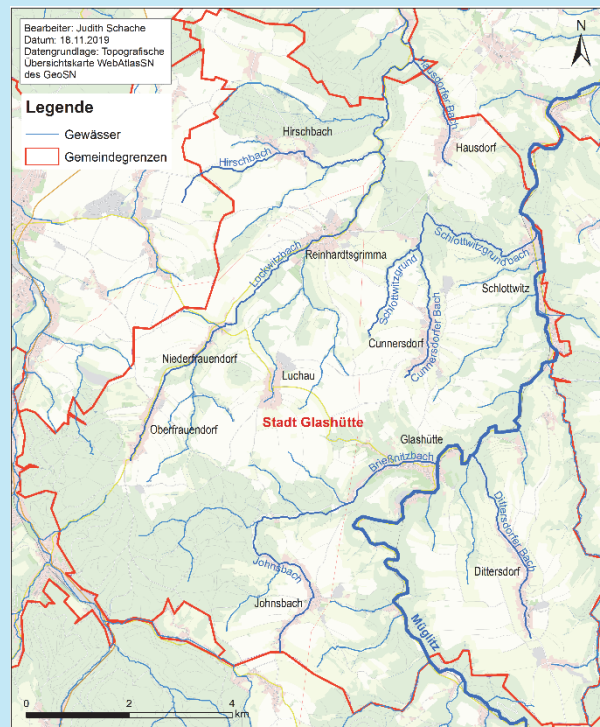 Bearbeiter: Judith Schache
Datum: 18.11.2019
Datengrundlage: Topografische
Übersichtskarte WebAtlasSN
des GeoSN
N
Legende
Gewässer
Gemeindegrenzen
Hausdorfer Bach
Hirschbach
Hausdorf
Hirschbach
Schlottwitzgrundbach
Lockwitzbach
Reinhardtsgrimma
Schlottwitzgrund
Schlottwitz
Cunnersdorf
Cunnersdorfer Bach
Niederfrauendorf
Luchau
Stadt Glashütte
Oberfrauendorf
Glashütte
Brießnitzbach
Dittersdorfer Bach
Johnsbach
Dittersdorf
Johnsbach
Müglitz
0 2 4
km